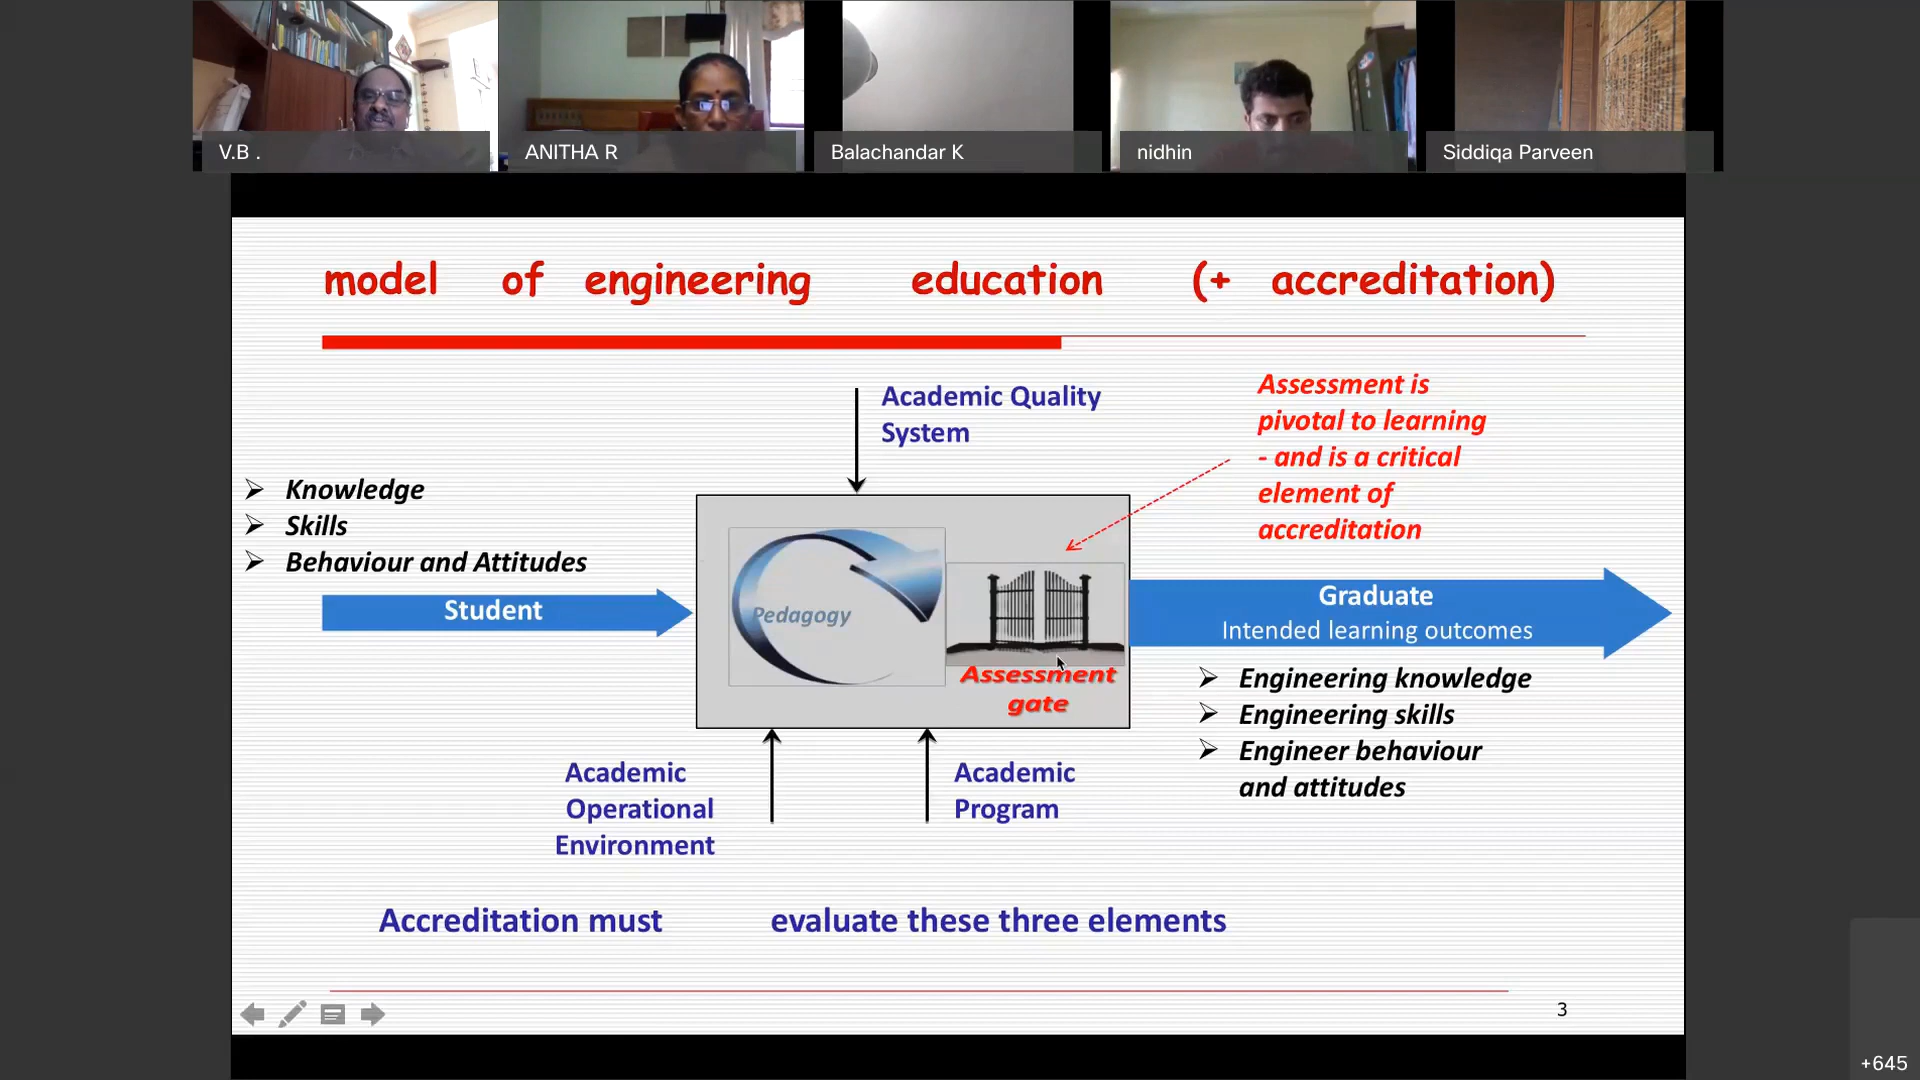 V.B .
ANITHA R
Balachandar K
nidhin
Siddiqa Parveen
model of engineering education (+ accreditation)
Academic Quality
System
Assessment is
pivotal to learning
- and is a critical
element of
accreditation
Knowledge
Skills
Behaviour and Attitudes
Student
Pedagogy
Assessment
gate
Graduate
Intended learning outcomes
Engineering knowledge
Engineering skills
Engineer behaviour
and attitudes
Academic
Operational
Environment
Academic
Program
Accreditation must evaluate these three elements
3
+645